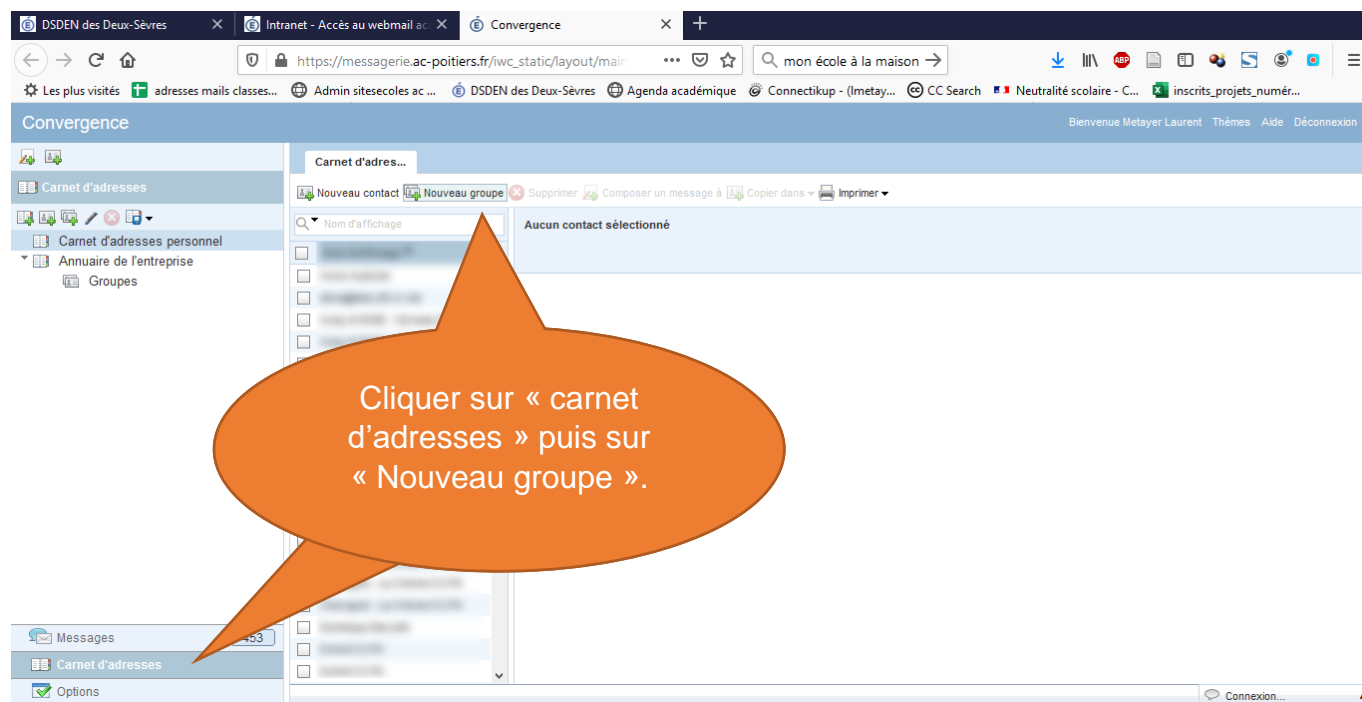 DSDEN des Deux-Sèvres
Intranet - Accès au webmail ac
Convergence
https://messagerie.ac-poitiers.fr/iwc_static/layout/main
mon école à la maison
Les plus visités
adresses mails classes...
Admin sitesecoles ac ...
DSDEN des Deux-Sèvres
Agenda académique
Connectikup - (lmetay...
CC Search
Neutralité scolaire - C...
inscrits_projets_numér...
Convergence
Bienvenue Metayer Laurent Thèmes Aide Déconnexion
Carnet d'adres...
Carnet d'adresses
Nouveau contact
Nouveau groupe
Supprimer
Composer un message à
Copier dans
Imprimer
Nom d'affichage
Aucun contact sélectionné
Carnet d'adresses personnel
Annuaire de l'entreprise
Groupes
Cliquer sur « carnet
d'adresses » puis sur
« Nouveau groupe ».
Messages
Carnet d'adresses
Options
Connexion...